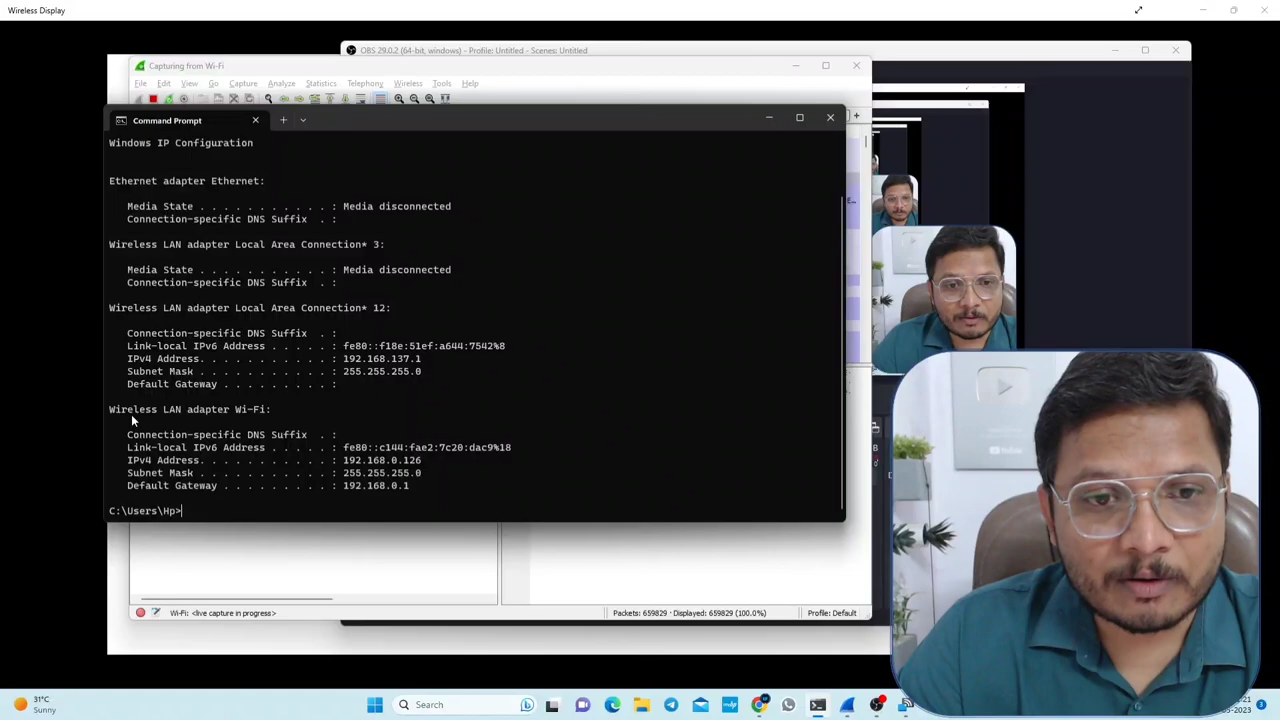 Wireless Display
OBS 29.0.2 (64-bit, windows) - Profile: Untitled - Scenes: Untitled
Capturing from Wi-Fi
File Edit View Go Capture Analyze Statistics Telephony Wireless Tools Help
Command Prompt
Windows IP Configuration
Ethernet adapter Ethernet:
Media State . . . . . . . . . . . : Media disconnected
Connection-specific DNS Suffix  . :
Wireless LAN adapter Local Area Connection* 3:
Media State . . . . . . . . . . . : Media disconnected
Connection-specific DNS Suffix  . :
Wireless LAN adapter Local Area Connection* 12:
Connection-specific DNS Suffix  . :
Link-local IPv6 Address . . . . . : fe80::f18e:51ef:a644:7542%8
IPv4 Address. . . . . . . . . . . : 192.168.137.1
Subnet Mask . . . . . . . . . . . : 255.255.255.0
Default Gateway . . . . . . . . . :
Wireless LAN adapter Wi-Fi:
Connection-specific DNS Suffix  . :
Link-local IPv6 Address . . . . . : fe80::c144:fae2:7c20:dac9%18
IPv4 Address. . . . . . . . . . . : 192.168.0.126
Subnet Mask . . . . . . . . . . . : 255.255.255.0
Default Gateway . . . . . . . . . : 192.168.0.1
C:\Users\Hp>
Wi-Fi: <live capture in progress>
Packets: 659829 · Displayed: 659829 (100.0%)
Profile: Default
31°C
Sunny
Search